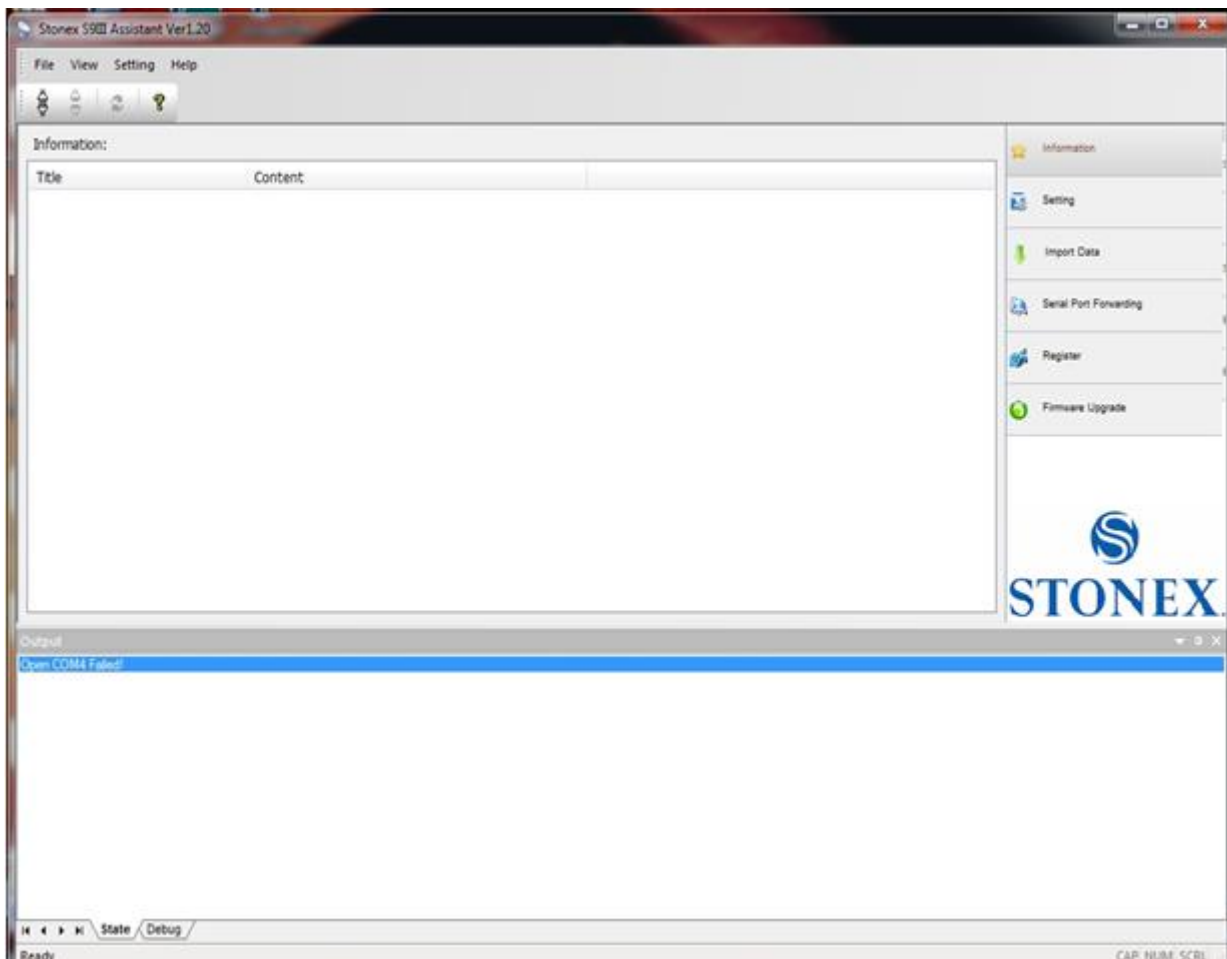 Stonex S9III Assistant Ver1.20
File View Setting Help
Information:
Title Content
Information
Setting
Import Data
Serial Port Forwarding
Register
Firmware Upgrade
STONEX
Output
Open COM4 Failed!
State Debug
Ready
CAP NUM SCRL